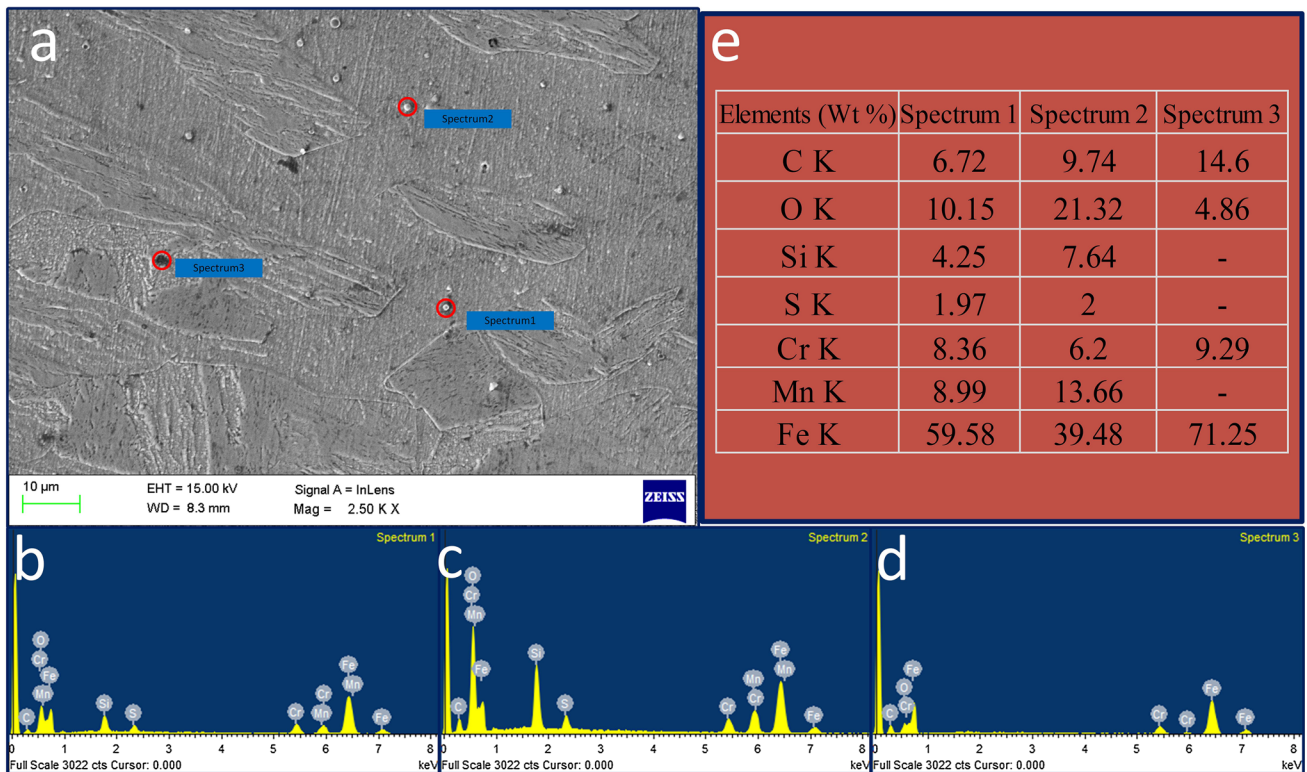 a
Spectrum2
Spectrum3
Spectrum1
10 µm
EHT = 15.00 kV
Signal A = InLens
WD = 8.3 mm
Mag = 2.50 K X
ZEISS
e
Elements (Wt %) Spectrum 1 Spectrum 2 Spectrum 3
C K 6.72 9.74 14.6
O K 10.15 21.32 4.86
Si K 4.25 7.64 -
S K 1.97 2 -
Cr K 8.36 6.2 9.29
Mn K 8.99 13.66 -
Fe K 59.58 39.48 71.25
b
Spectrum 1
O
Cr
Fe
Mn
C
Si
S
Cr
Cr
Mn
Fe
Mn
Fe
0 1 2 3 4 5 6 7 8
Full Scale 3022 cts Cursor: 0.000
keV
c
Spectrum 2
O
Cr
Mn
Fe
C
Si
S
Cr
Mn
Cr
Fe
Mn
Fe
0 1 2 3 4 5 6 7 8
Full Scale 3022 cts Cursor: 0.000
keV
d
Spectrum 3
Fe
O
Cr
C
Cr
Cr
Fe
Fe
0 1 2 3 4 5 6 7 8
Full Scale 3022 cts Cursor: 0.000
keV